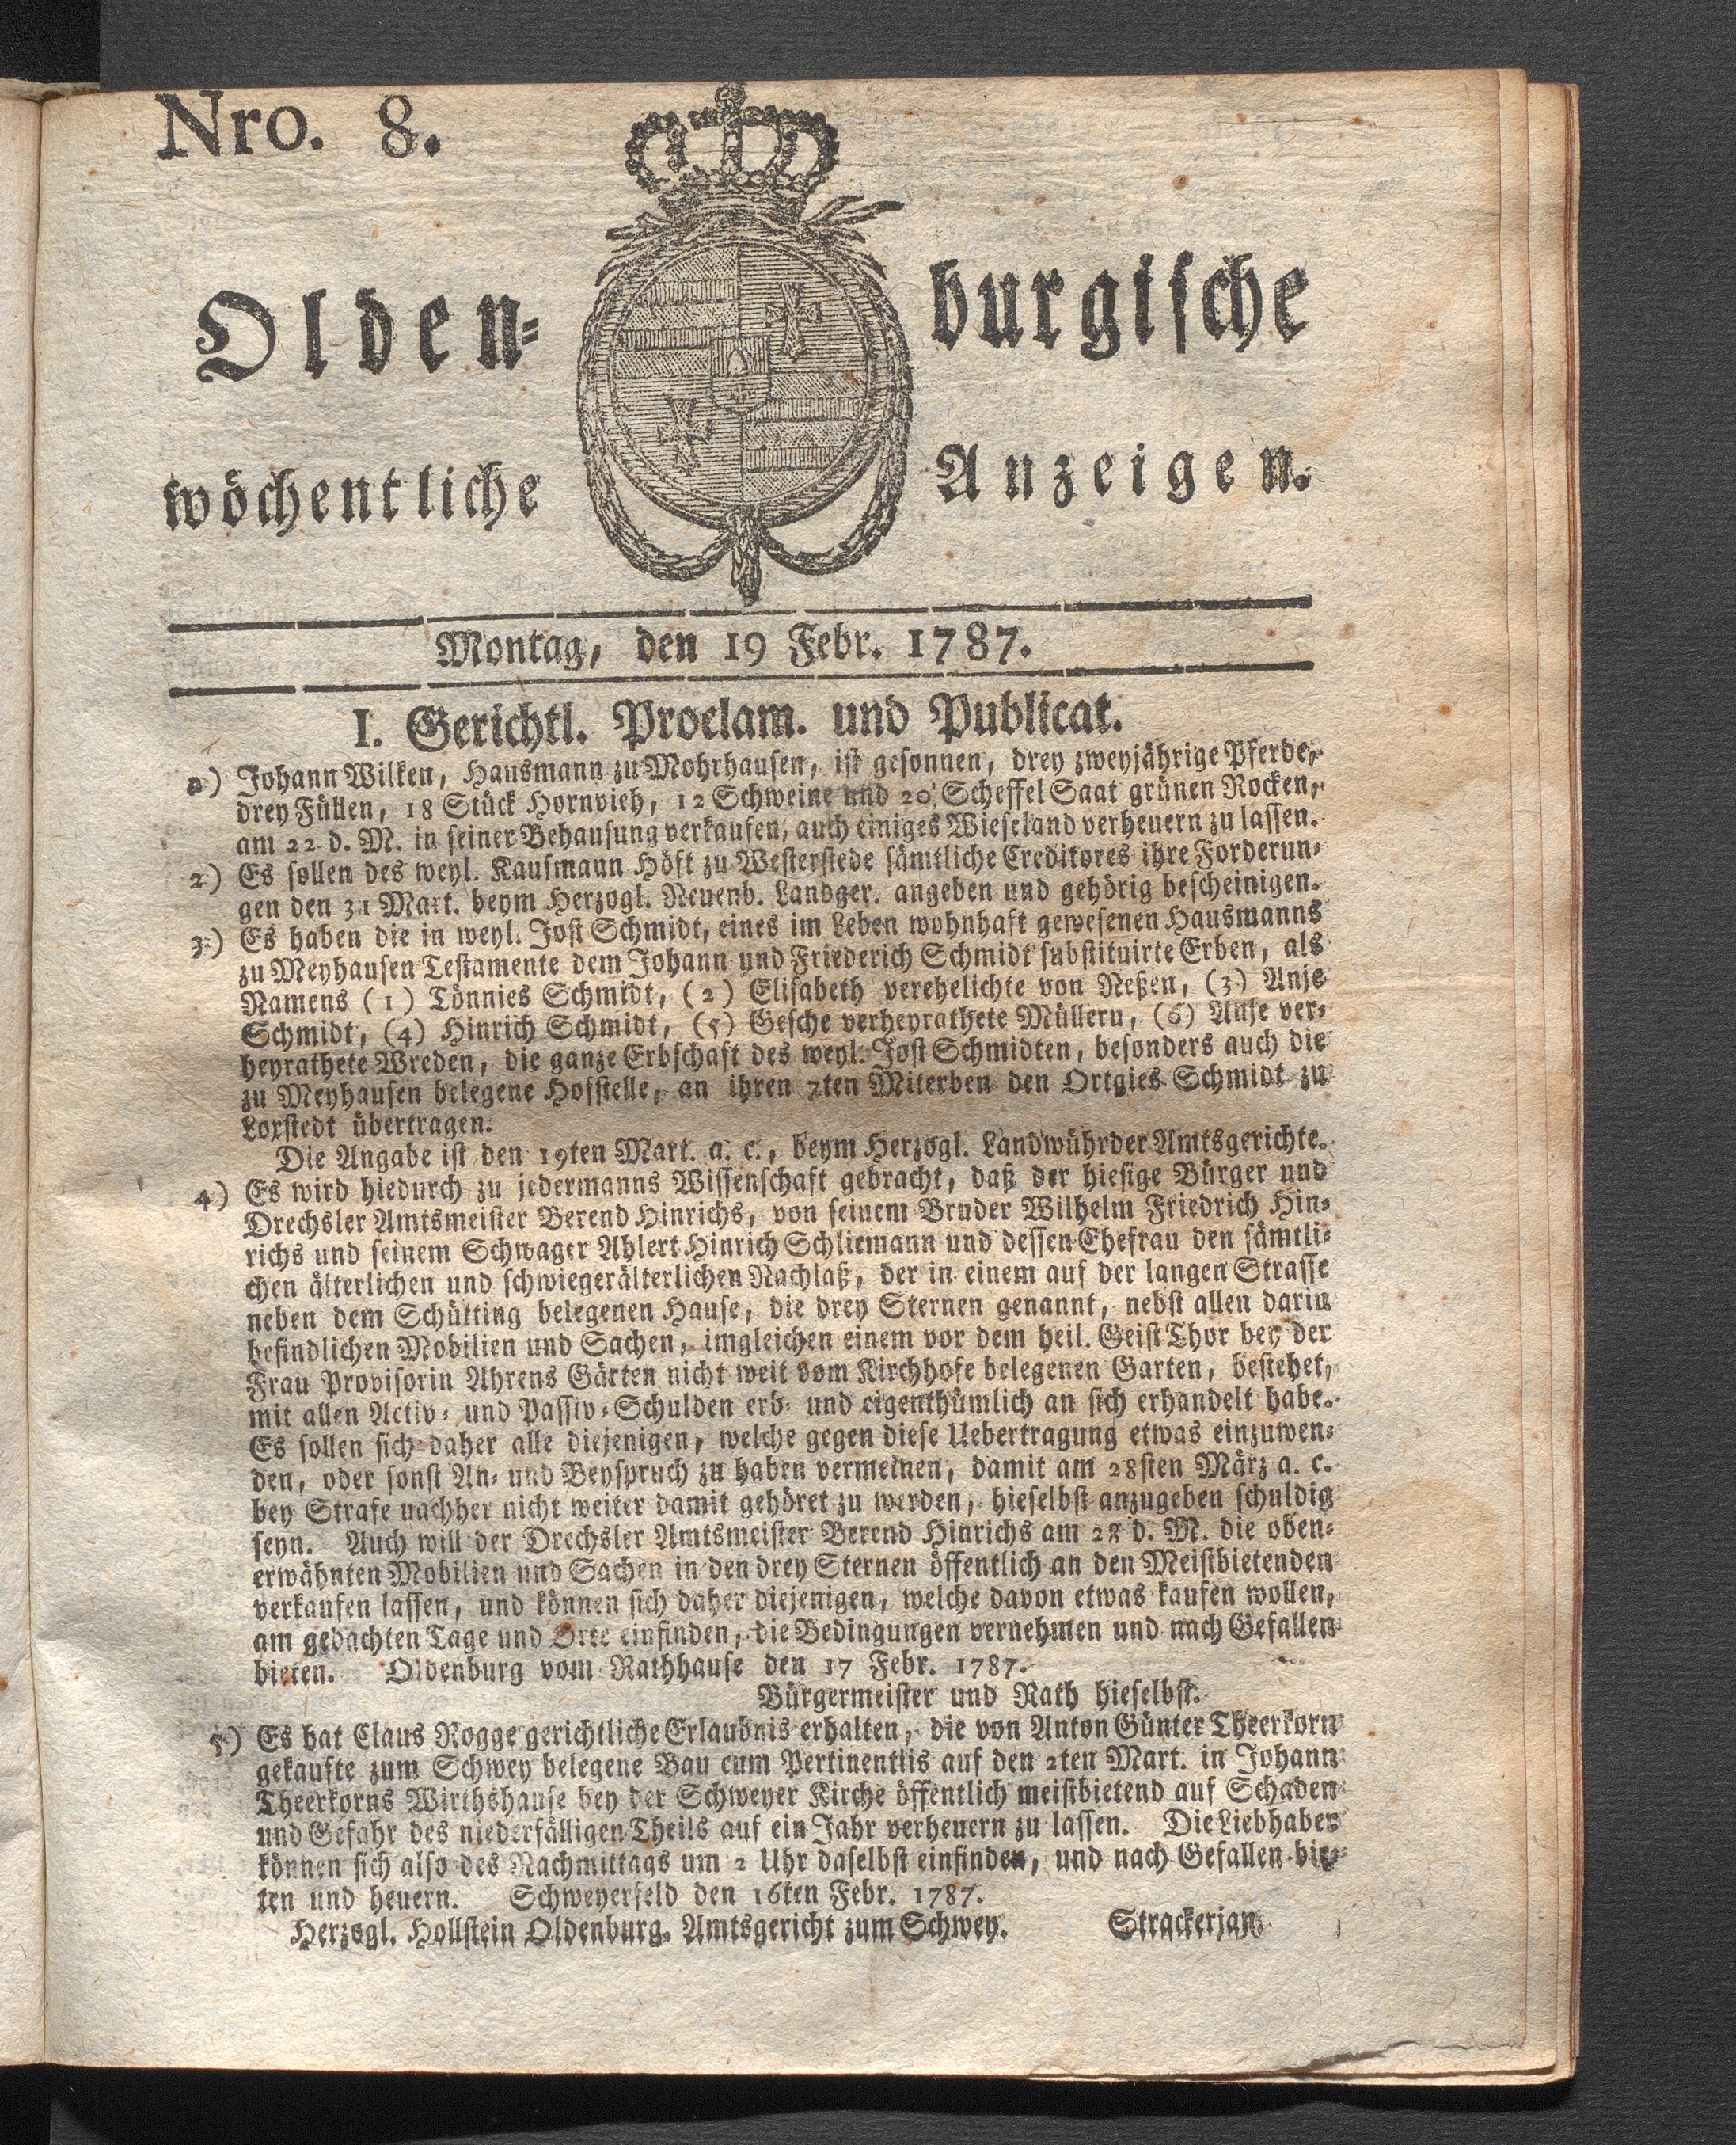 Nro. 8.
Olden⸗ burgische
wöchentliche Anzeigen.
Montag, den 19 Febr. 1787.
I. Gerichtl. Proelam. und Publicat.
1) Johann Wilken, Hausmann zu Mohrhausen, ist gesonnen, drey zweyjährige Pferde,
drey Füllen, 18 Stück Hornvieh, 12 Schweine und 20 Scheffel Saat grünen Rocken,
am 22 d. M. in seiner Behausung verkaufen, auch einiges Wieseland verheuern zu lassen.
2) Es sollen des weyl. Kaufmann Höft zu Westerstede sämtliche Creditores ihre Forderun⸗
gen den 31 Mart. beym Herzogl. Neuenb. Landger. angeben und gehörig bescheinigen.
3) Es haben die in weyl. Jost Schmidt, eines im Leben wohnhaft gewesenen Hausmanns
zu Meyhausen Testamente dem Johann und Friederich Schmidt substituirte Erben, als
Namens (1) Tönnies Schmidt, (2) Elisabeth verehelichte von Neßen, (3) Anje
Schmidt, (4) Hinrich Schmidt, (5) Gesche verheyrathete Müllern, (6) Anje ver⸗
heyrathete Wreden, die ganze Erbschaft des weyl. Jost Schmidten, besonders auch die
zu Meyhausen belegene Hofstelle, an ihren 7ten Miterben den Ortgies Schmidt zu
Loxstedt übertragen.
Die Angabe ist den 19ten Mart. a. c., beym Herzogl. Landwührder Amtsgerichte.
4) Es wird hiedurch zu jedermanns Wissenschaft gebracht, daß der hiesige Bürger und
Drechsler Amtsmeister Berend Hinrichs, von seinem Bruder Wilhelm Friedrich Hin⸗
richs und seinem Schwager Ahlert Hinrich Schliemann und dessen Ehefrau den sämtli⸗
chen älterlichen und schwiegerälterlichen Nachlaß, der in einem auf der langen Strasse
neben dem Schütting belegenen Hause, die drey Sternen genannt, nebst allen darin
befindlichen Mobilien und Sachen, imgleichen einem vor dem heil. Geist Thor bey der
Frau Provisorin Ahrens Gärten nicht weit vom Kirchhofe belegenen Garten, bestehet,
mit allen Activ⸗ und Passiv⸗Schulden erb⸗ und eigenthümlich an sich erhandelt habe.
Es sollen sich daher alle diejenigen, welche gegen diese Uebertragung etwas einzuwen⸗
den, oder sonst An⸗ und Beyspruch zu haben vermeinen, damit am 28sten März a. c.
bey Strafe nachher nicht weiter damit gehöret zu werden, hieselbst anzugeben schuldig
seyn. Auch will der Drechsler Amtsmeister Berend Hinrichs am 28 d. M. die oben⸗
erwähnten Mobilien und Sachen in den drey Sternen öffentlich an den Meistbietenden
verkaufen lassen, und können sich daher diejenigen, welche davon etwas kaufen wollen,
am gedachten Tage und Orte einfinden, die Bedingungen vernehmen und nach Gefallen
bieten. Oldenburg vom Rathhause den 17 Febr. 1787.
Bürgermeister und Rath hieselbst.
5) Es hat Claus Rogge gerichtliche Erlaubnis erhalten, die von Anton Günter Theerkorn
gekaufte zum Schwey belegene Bau cum Pertinentiis auf den 2ten Mart. in Johann
Theerkorns Wirthshause bey der Schweyer Kirche öffentlich meistbietend auf Schaden
und Gefahr des niederfälligen Theils auf ein Jahr verheuern zu lassen. Die Liebhaber
können sich also des Nachmittags um 2 Uhr daselbst einfinden, und nach Gefallen bie⸗
ten und heuern. Schweyerfeld den 16ten Febr. 1787.
Herzogl. Hollstein Oldenburg. Amtsgericht zum Schwey. Strackerjan.